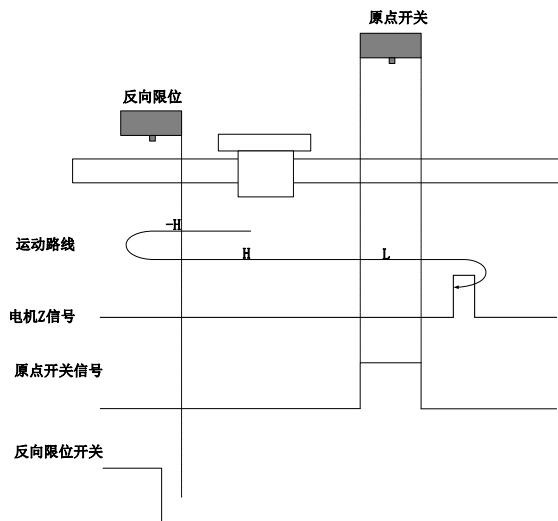 原点开关
反向限位
-H
运动路线
H
L
电机Z信号
原点开关信号
反向限位开关